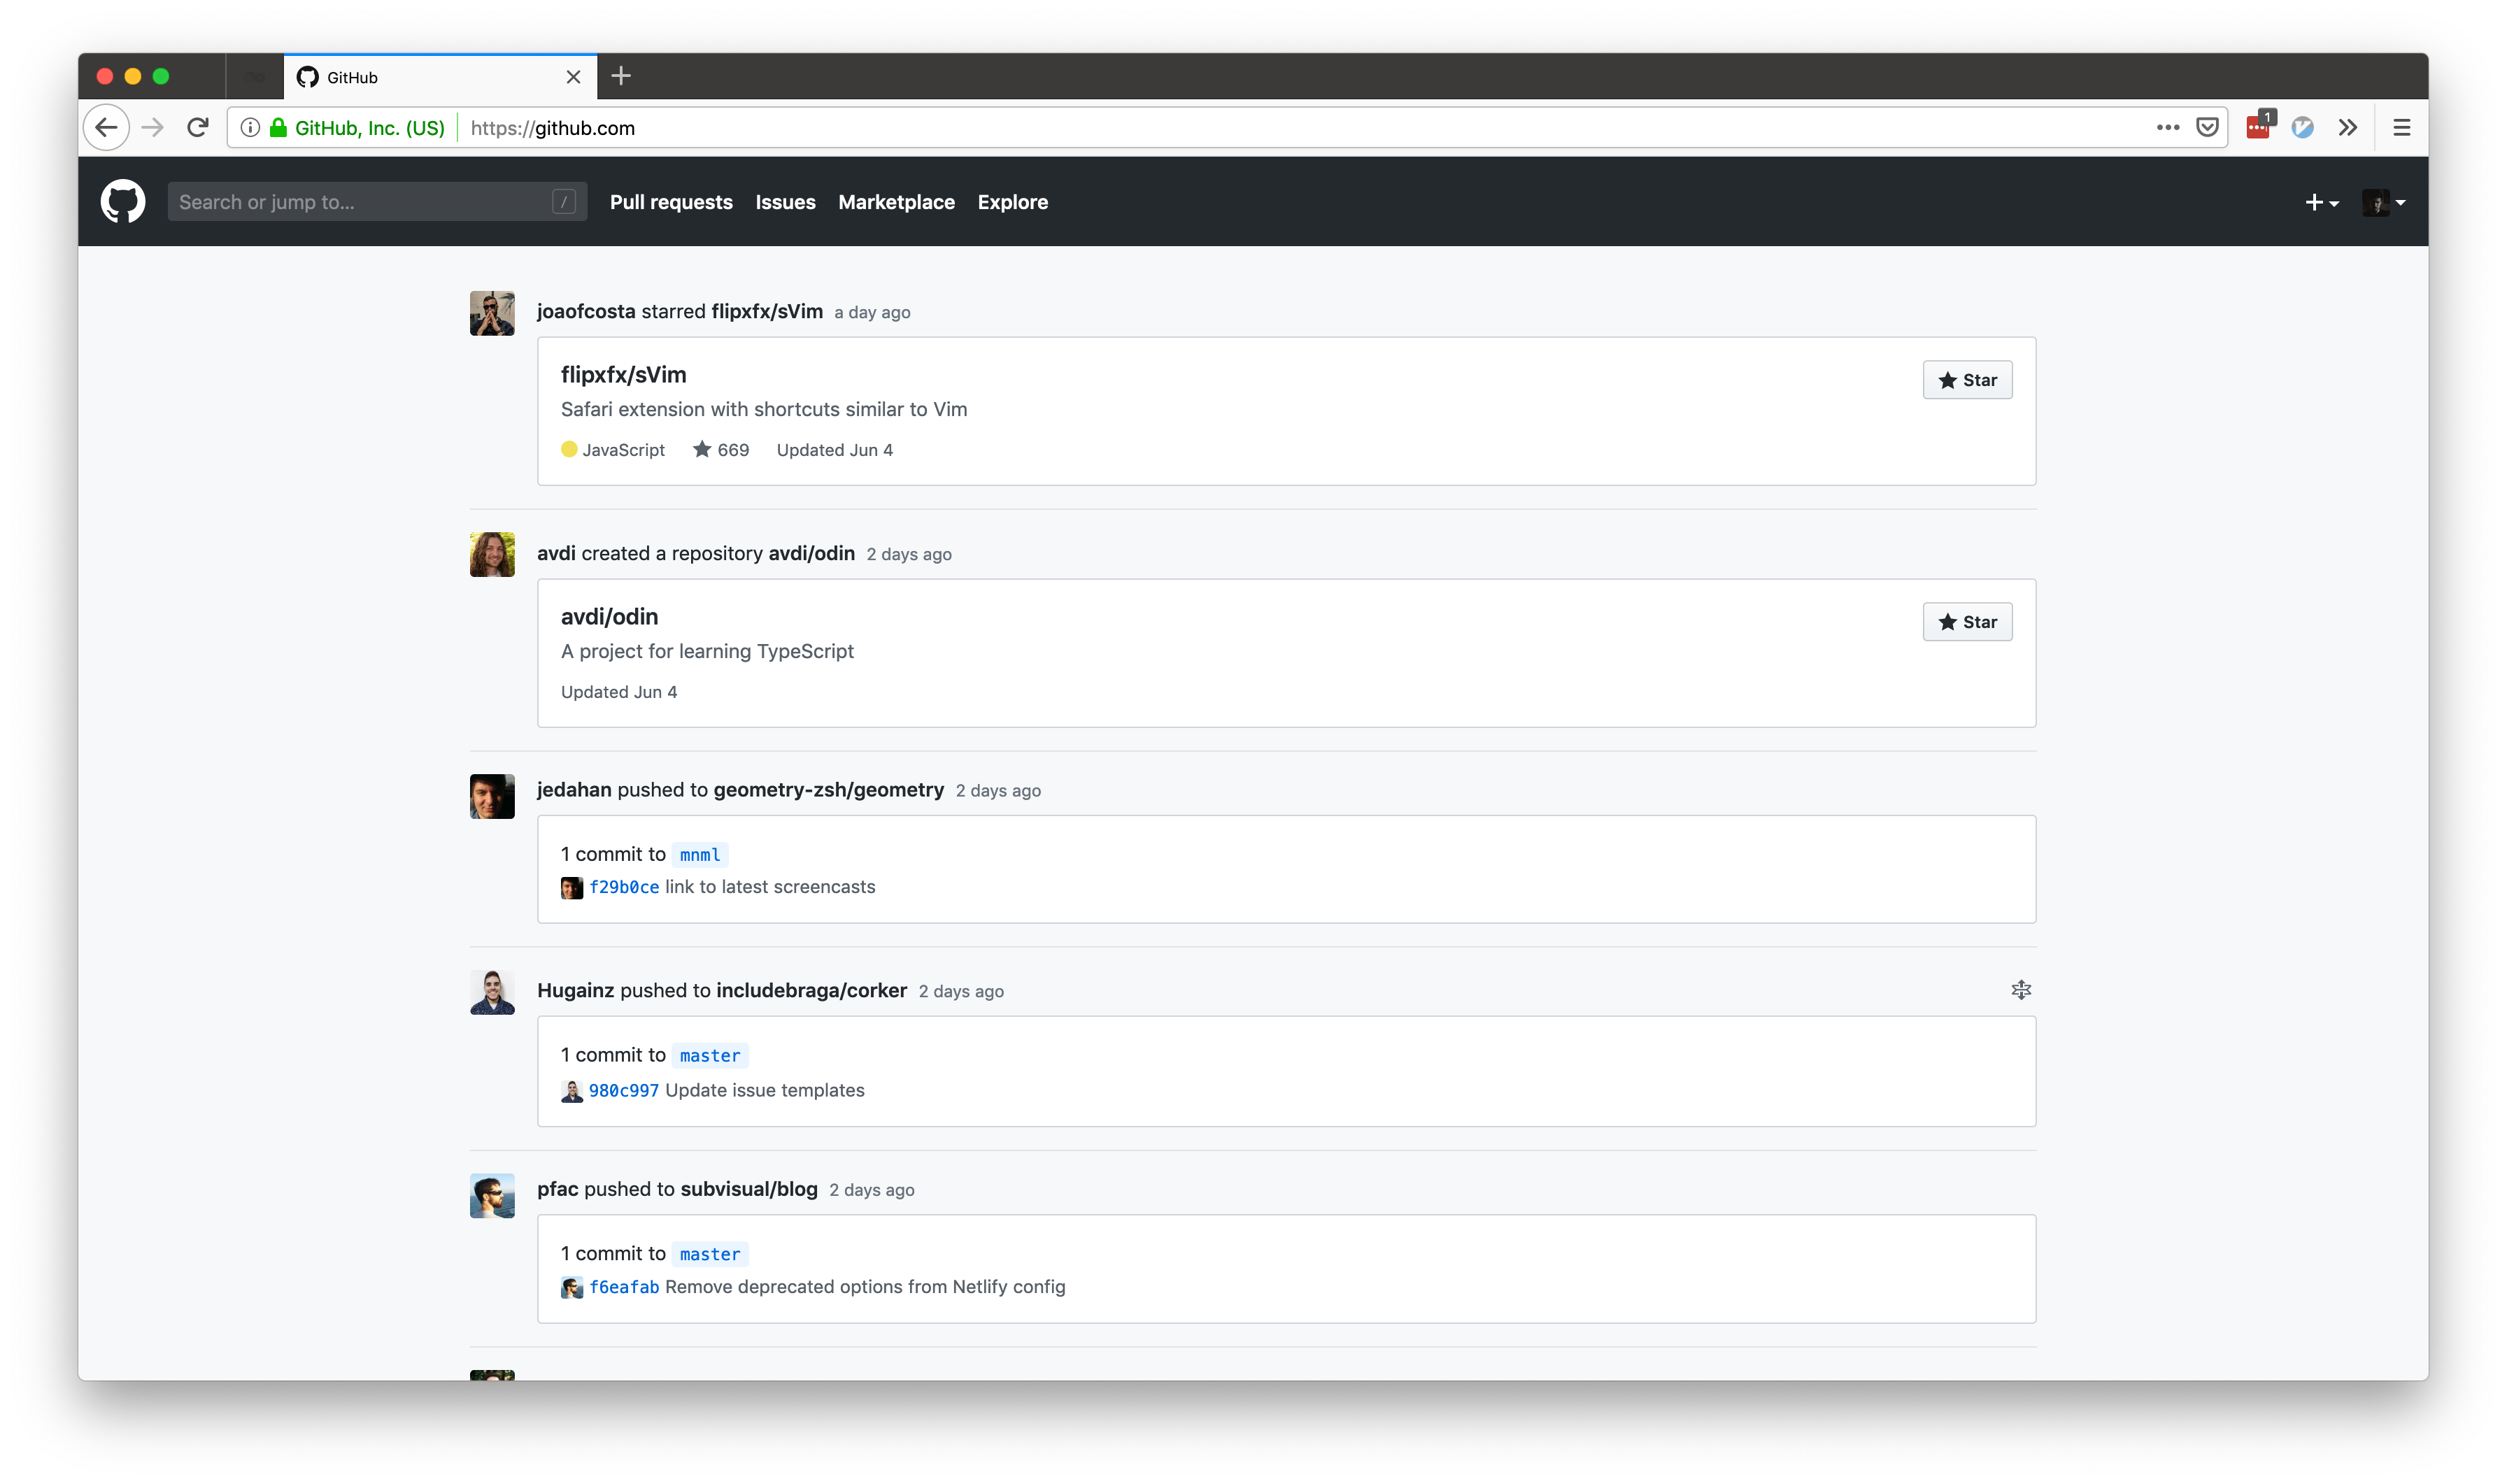 GitHub
GitHub, Inc. (US) https://github.com
1
Search or jump to... / Pull requests Issues Marketplace Explore
joaofcosta starred flipxfx/sVim a day ago
flipxfx/sVim
Star
Safari extension with shortcuts similar to Vim
JavaScript 669 Updated Jun 4
avdi created a repository avdi/odin 2 days ago
avdi/odin
Star
A project for learning TypeScript
Updated Jun 4
jedahan pushed to geometry-zsh/geometry 2 days ago
1 commit to mnml
f29b0ce link to latest screencasts
Hugainz pushed to includebraga/corker 2 days ago
1 commit to master
980c997 Update issue templates
pfac pushed to subvisual/blog 2 days ago
1 commit to master
f6eafab Remove deprecated options from Netlify config